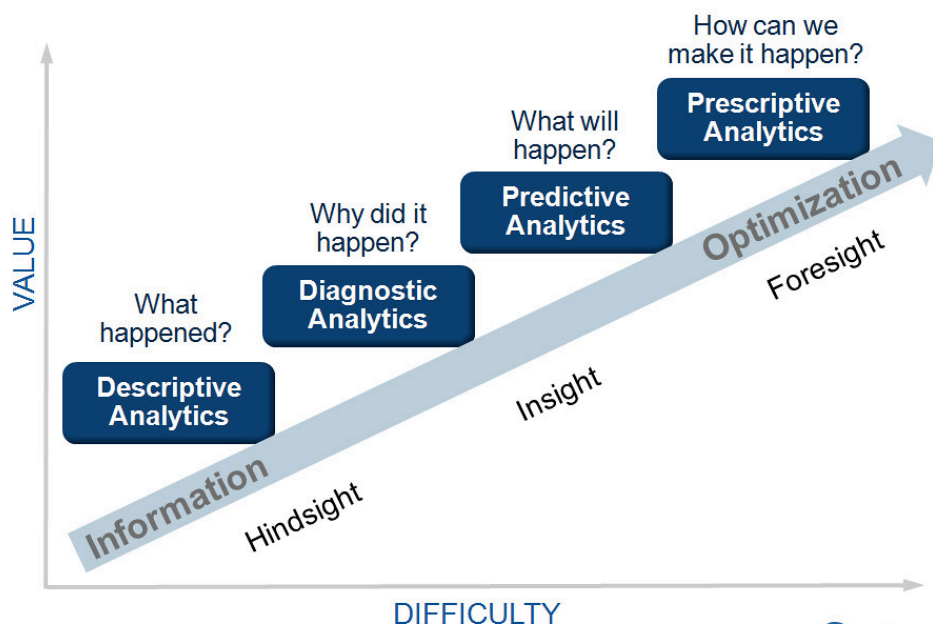 How can we
make it happen?
Prescriptive
Analytics
What will
happen?
Predictive
Analytics
Why did it
happen?
Diagnostic
Analytics
What
happened?
Descriptive
Analytics
VALUE
Information
Optimization
Hindsight
Insight
Foresight
DIFFICULTY